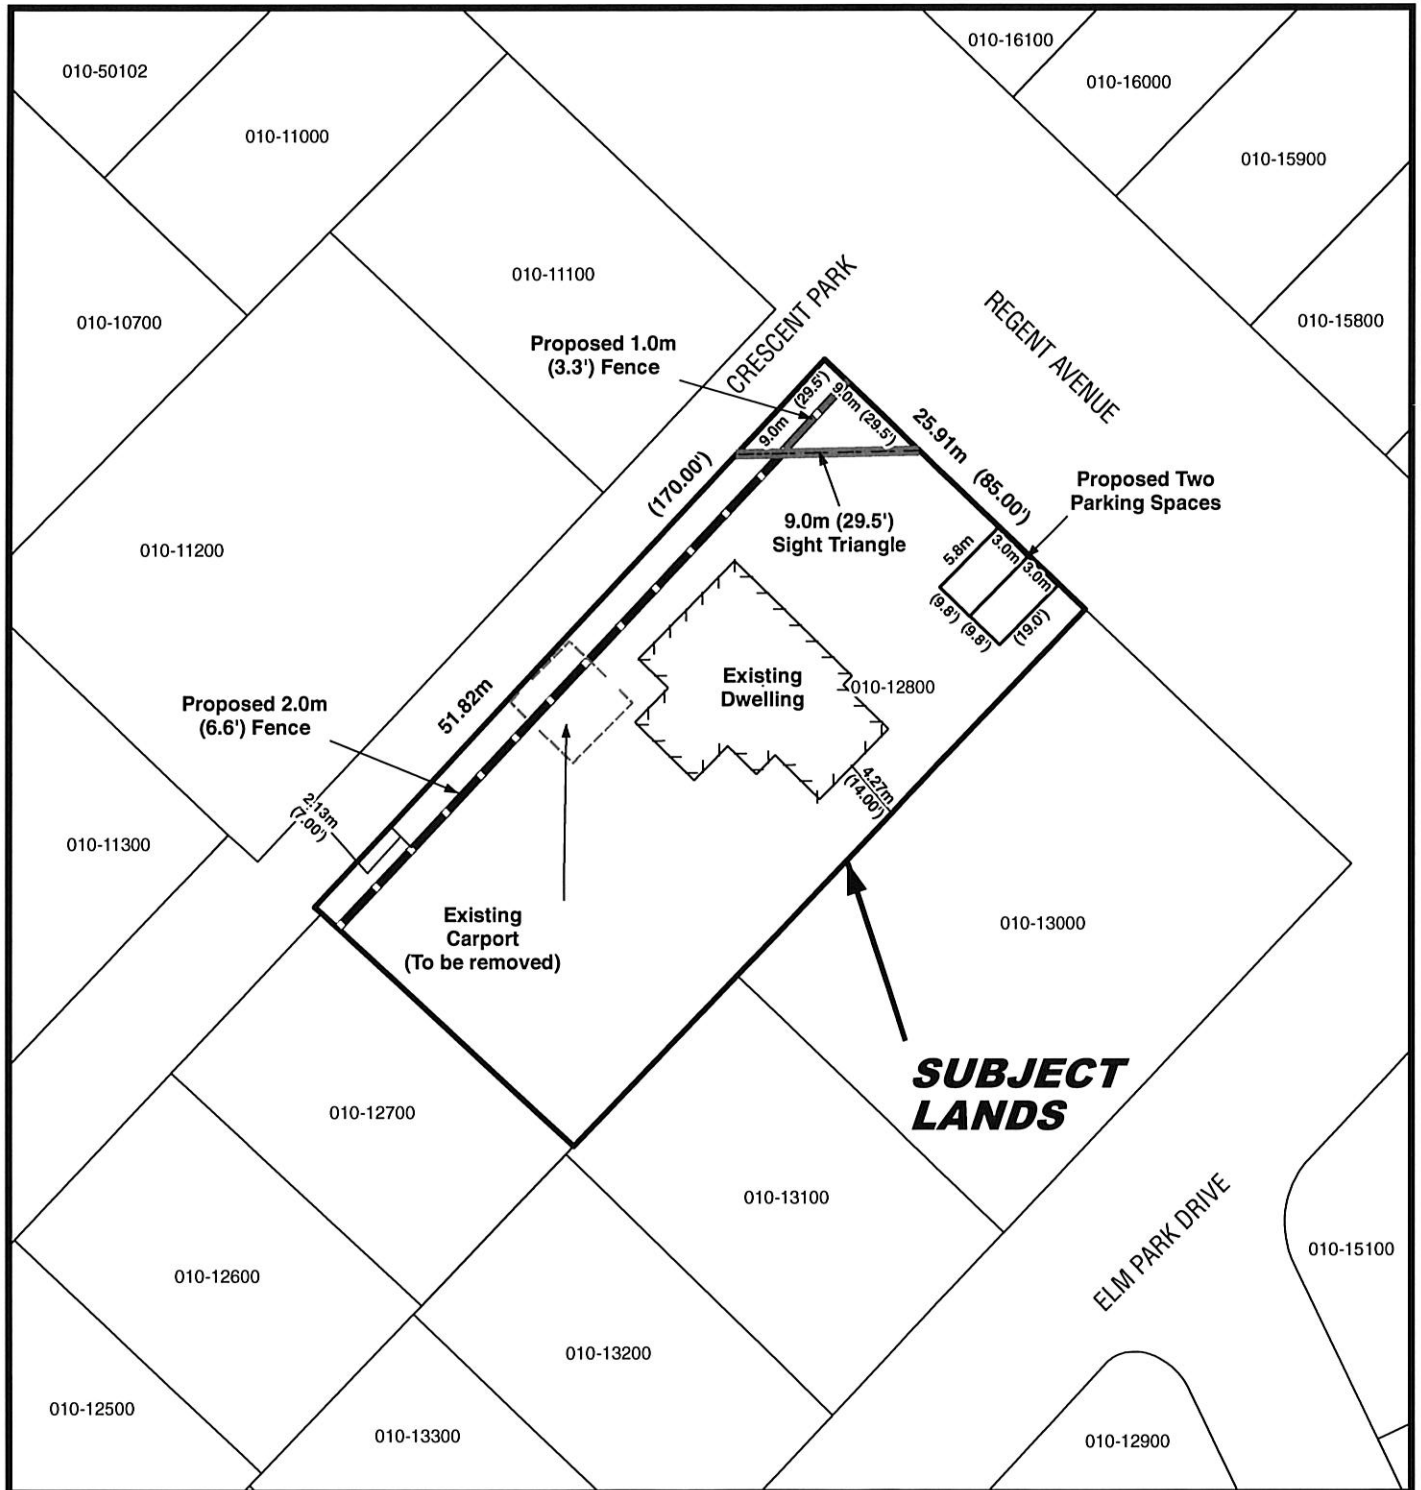 010-50102
010-11000
010-16100
010-16000
010-15900
010-15800
010-10700
010-11100
CRESCENT PARK
REGENT AVENUE
Proposed 1.0m
(3.3') Fence
9.0m (29.5')
9.0m (29.5')
25.91m (85.00')
Proposed Two
Parking Spaces
(170.00')
51.82m
9.0m (29.5')
Sight Triangle
5.8m
3.0m
3.0m
(9.8')
(9.8')
(19.0')
010-11200
Existing
Dwelling
010-12800
Proposed 2.0m
(6.6') Fence
4.27m
(14.00')
2.13m
(7.00')
010-11300
Existing
Carport
(To be removed)
010-13000
SUBJECT
LANDS
010-12700
010-13100
ELM PARK DRIVE
010-15100
010-12600
010-13200
010-12500
010-13300
010-12900